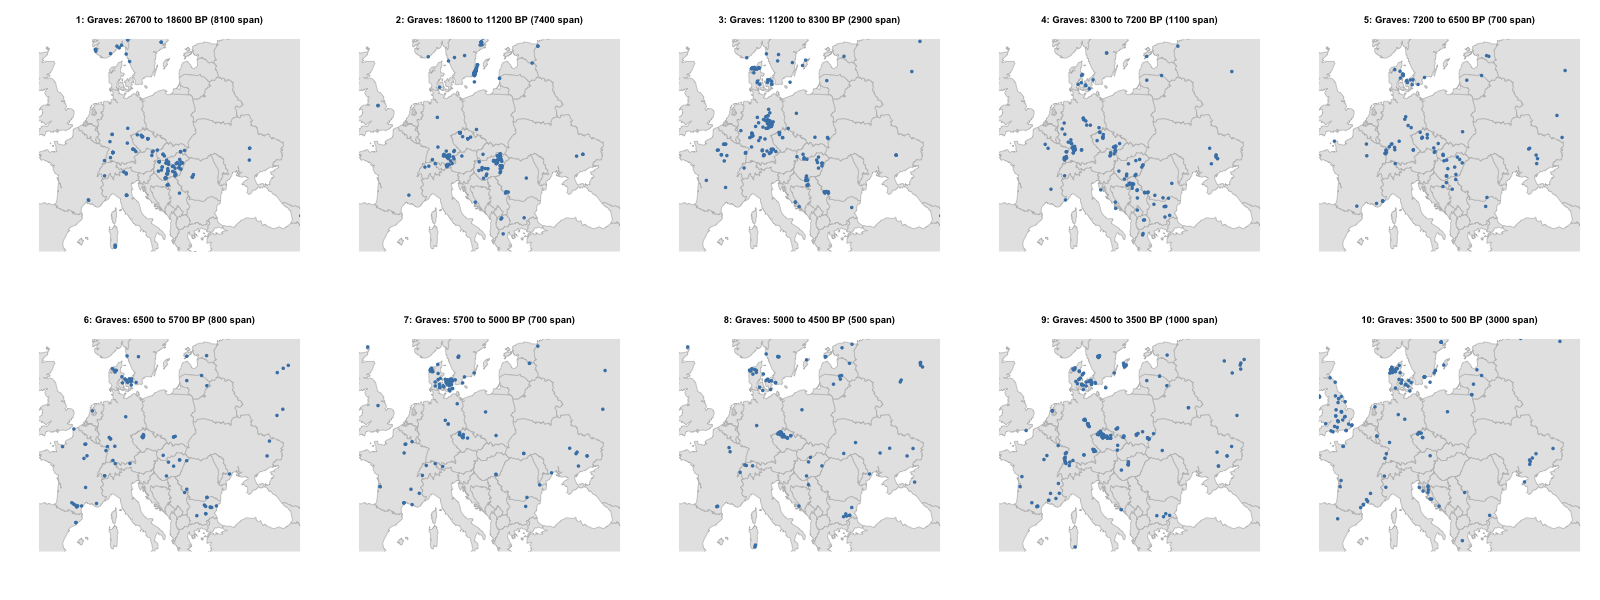 1: Graves: 26700 to 18600 BP (8100 span)
2: Graves: 18600 to 11200 BP (7400 span)
3: Graves: 11200 to 8300 BP (2900 span)
4: Graves: 8300 to 7200 BP (1100 span)
5: Graves: 7200 to 6500 BP (700 span)
6: Graves: 6500 to 5700 BP (800 span)
7: Graves: 5700 to 5000 BP (700 span)
8: Graves: 5000 to 4500 BP (500 span)
9: Graves: 4500 to 3500 BP (1000 span)
10: Graves: 3500 to 500 BP (3000 span)